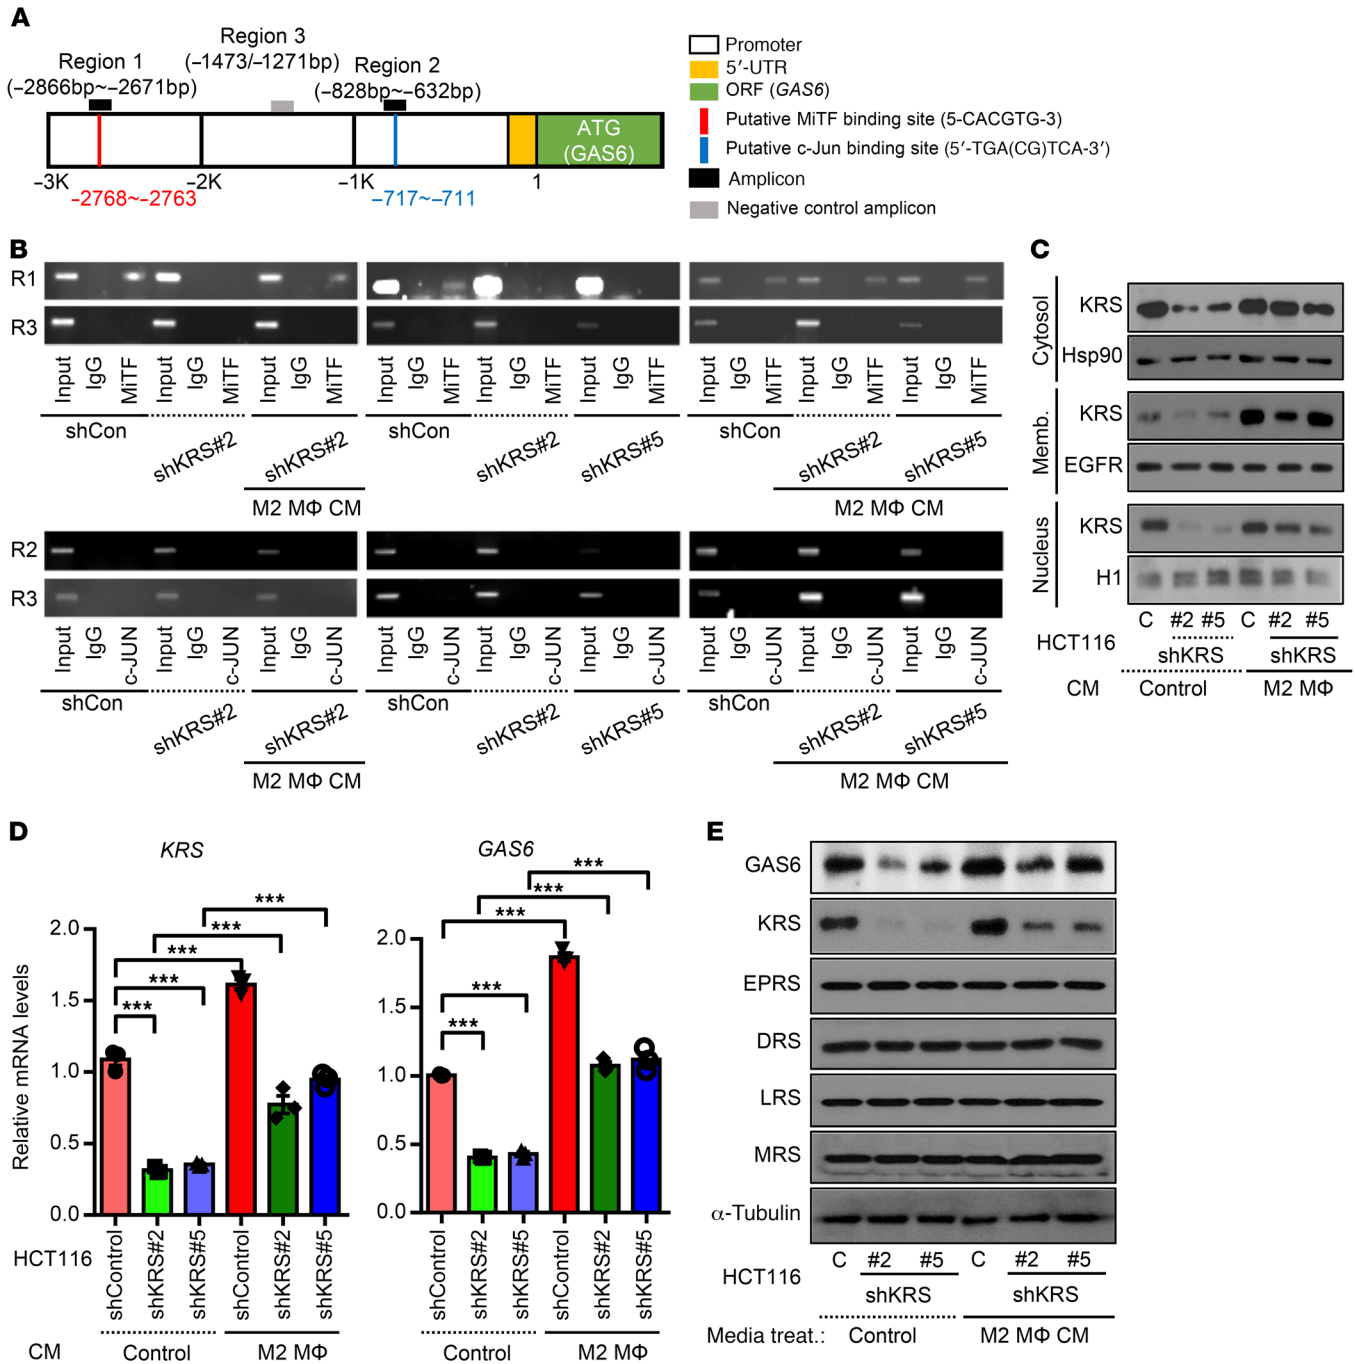 A
Region 1
(–2866bp~–2671bp)
Region 3
(–1473/–1271bp)
Region 2
(–828bp~–632bp)
ATG
(GAS6)
–3K
–2K
–1K
1
–2768~–2763
–717~–711
Promoter
5′-UTR
ORF (GAS6)
Putative MiTF binding site (5-CACGTG-3)
Putative c-Jun binding site (5′-TGA(CG)TCA-3′)
Amplicon
Negative control amplicon
B
R1
R3
Input IgG MiTF Input IgG MiTF Input IgG MiTF Input IgG MiTF Input IgG MiTF Input IgG MiTF Input IgG MiTF Input IgG MiTF Input IgG MiTF
shCon shKRS#2 shKRS#2 shCon shKRS#2 shKRS#5 shCon shKRS#2 shKRS#5
M2 MΦ CM M2 MΦ CM
R2
R3
Input IgG c-JUN Input IgG c-JUN Input IgG c-JUN Input IgG c-JUN Input IgG c-JUN Input IgG c-JUN Input IgG c-JUN Input IgG c-JUN Input IgG c-JUN
shCon shKRS#2 shKRS#2 shCon shKRS#2 shKRS#5 shCon shKRS#2 shKRS#5
M2 MΦ CM M2 MΦ CM
C
Cytosol
KRS
Hsp90
Memb.
KRS
EGFR
Nucleus
KRS
H1
C #2 #5 C #2 #5
HCT116 shKRS shKRS
CM Control M2 MΦ
D
KRS
Relative mRNA levels
2.0
1.5
1.0
0.5
0.0
***
***
***
***
***
HCT116 shControl shKRS#2 shKRS#5 shControl shKRS#2 shKRS#5
CM Control M2 MΦ
GAS6
2.0
1.5
1.0
0.5
0.0
***
***
***
***
***
shControl shKRS#2 shKRS#5 shControl shKRS#2 shKRS#5
Control M2 MΦ
E
GAS6
KRS
EPRS
DRS
LRS
MRS
α-Tubulin
C #2 #5 C #2 #5
HCT116 shKRS shKRS
Media treat.: Control M2 MΦ CM